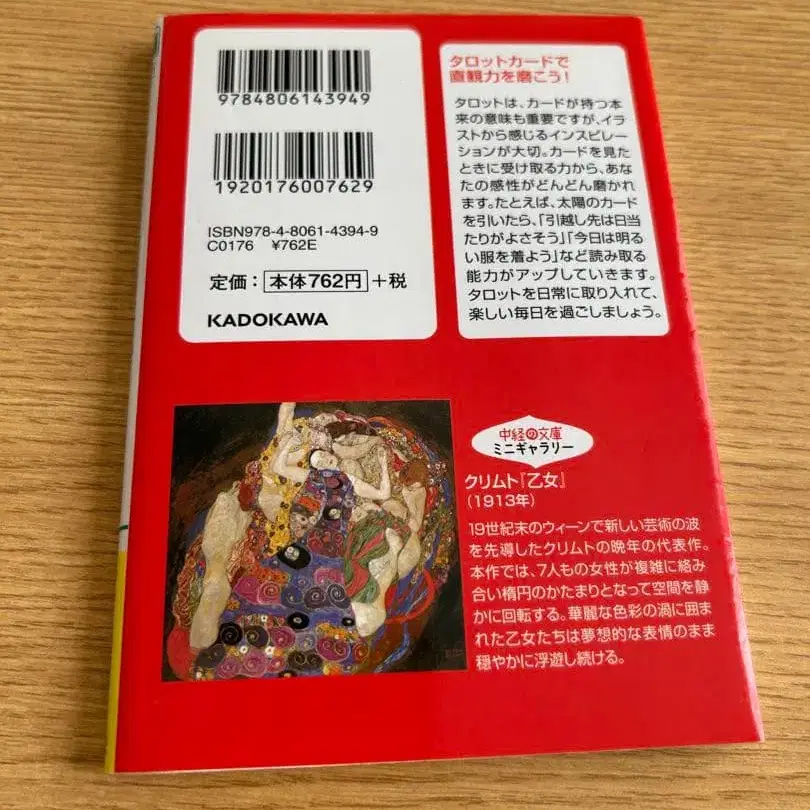 9784806143949
1920176007629
ISBN978-4-8061-4394-9
C0176 ¥762E
定価：本体762円＋税
KADOKAWA
タロットカードで
直観力を磨こう！
タロットは、カードが持つ本
来の意味も重要ですが、イラ
ストから感じるインスピレー
ションが大切。カードを見た
ときに受け取る力から、あな
たの感性がどんどん磨かれ
ます。たとえば、太陽のカード
を引いたら、「引越し先は日当
たりがよさそう」「今日は明る
い服を着よう」など読み取る
能力がアップしていきます。
タロットを日常に取り入れて、
楽しい毎日を過ごしましょう。
中経の文庫
ミニギャラリー
クリムト『乙女』
（1913年）
19世紀末のウィーンで新しい芸術の波
を先導したクリムトの晩年の代表作。
本作では、7人もの女性が複雑に絡み
合い楕円のかたまりとなって空間を静
かに回転する。華麗な色彩の渦に囲ま
れた乙女たちは夢想的な表情のまま
穏やかに浮遊し続ける。